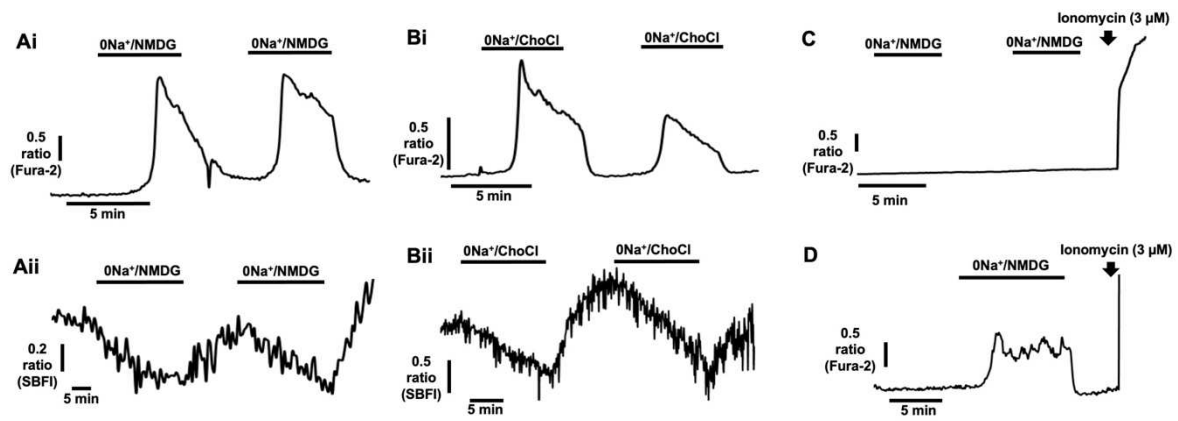 Ai
0Na⁺/NMDG
0Na⁺/NMDG
0.5
ratio
(Fura-2)
5 min
Bi
0Na⁺/ChoCl
0Na⁺/ChoCl
0.5
ratio
(Fura-2)
5 min
C
Ionomycin (3 µM)
0Na⁺/NMDG
0Na⁺/NMDG
0.5
ratio
(Fura-2)
5 min
Aii
0Na⁺/NMDG
0Na⁺/NMDG
0.2
ratio
(SBFI)
5 min
Bii
0Na⁺/ChoCl
0Na⁺/ChoCl
0.5
ratio
(SBFI)
5 min
D
Ionomycin (3 µM)
0Na⁺/NMDG
0.5
ratio
(Fura-2)
5 min